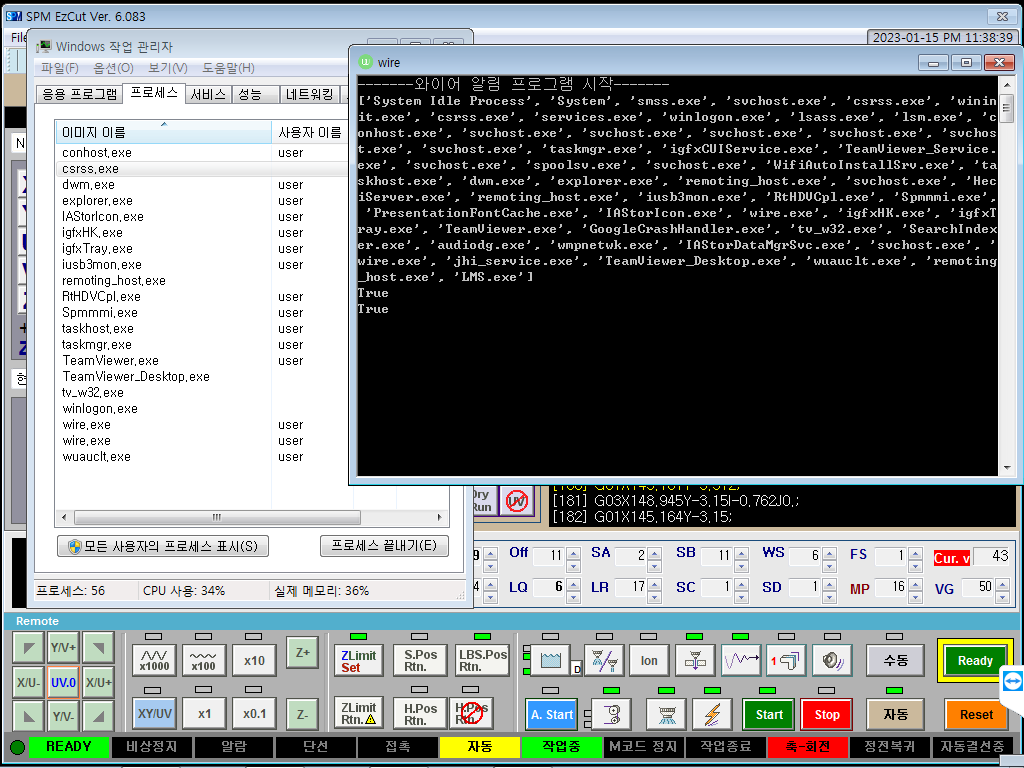 SPM EzCut Ver. 6.083
File
2023-01-15 PM 11:38:39
Windows 작업 관리자
파일(F) 옵션(O) 보기(V) 도움말(H)
응용 프로그램 프로세스 서비스 성능 네트워킹
이미지 이름 사용자 이름
conhost.exe user
csrss.exe
dwm.exe user
explorer.exe user
IAStorIcon.exe user
igfxHK.exe user
igfxTray.exe user
iusb3mon.exe user
remoting_host.exe
RtHDVCpl.exe user
Spmmmi.exe user
taskhost.exe user
taskmgr.exe user
TeamViewer.exe user
TeamViewer_Desktop.exe
tv_w32.exe
winlogon.exe
wire.exe user
wire.exe user
wuauclt.exe user
모든 사용자의 프로세스 표시(S) 프로세스 끝내기(E)
프로세스: 56 CPU 사용: 34% 실제 메모리: 36%
wire
-------와이어 알림 프로그램 시작-------
['System Idle Process', 'System', 'smss.exe', 'svchost.exe', 'csrss.exe', 'winin
it.exe', 'csrss.exe', 'services.exe', 'winlogon.exe', 'lsass.exe', 'lsm.exe', 'c
onhost.exe', 'svchost.exe', 'svchost.exe', 'svchost.exe', 'svchost.exe', 'svchos
t.exe', 'svchost.exe', 'taskmgr.exe', 'igfxCUIService.exe', 'TeamViewer_Service.
exe', 'svchost.exe', 'spoolsv.exe', 'svchost.exe', 'WifiAutoInstallSrv.exe', 'ta
skhost.exe', 'dwm.exe', 'explorer.exe', 'remoting_host.exe', 'svchost.exe', 'Hec
iServer.exe', 'remoting_host.exe', 'iusb3mon.exe', 'RtHDVCpl.exe', 'Spmmmi.exe',
'PresentationFontCache.exe', 'IAStorIcon.exe', 'wire.exe', 'igfxHK.exe', 'igfxT
ray.exe', 'TeamViewer.exe', 'GoogleCrashHandler.exe', 'tv_w32.exe', 'SearchIndex
er.exe', 'audiodg.exe', 'wmpnetwk.exe', 'IAStorDataMgrSvc.exe', 'svchost.exe', '
wire.exe', 'jhi_service.exe', 'TeamViewer_Desktop.exe', 'wuauclt.exe', 'remoting
_host.exe', 'LMS.exe']
True
True
Dry Run UV
[181] G03X148.945Y-3.15I-0.762J0.;
[182] G01X145.164Y-3.15;
Off 11 SA 2 SB 11 WS 6 FS 1 Cur. v 43
LQ 6 LR 17 SC 1 SD 1 MP 16 VG 50
Remote
Y/V+ x1000 x100 x10 Z+ ZLimit Set S.Pos Rtn. LBS.Pos Rtn. D Ion 1 수동 Ready
X/U- UV.0 X/U+
Y/V- XY/UV x1 x0.1 Z- ZLimit Rtn. H.Pos Rtn. H.Pos Rtn. A. Start Start Stop 자동 Reset
READY 비상정지 알람 단선 접촉 자동 작업중 M코드 정지 작업종료 축-회전 정전복귀 자동결선중